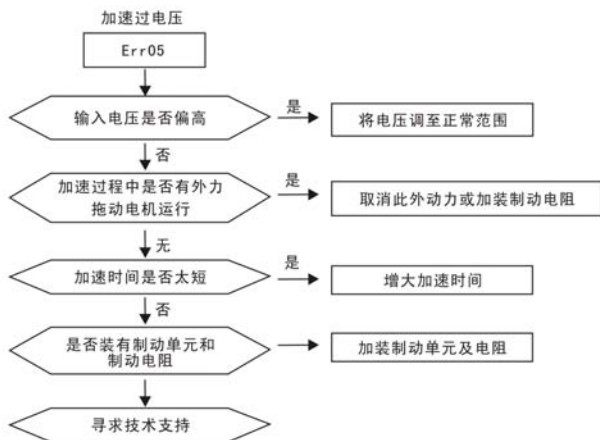 加速过电压
Err05
输入电压是否偏高
是
将电压调至正常范围
否
加速过程中是否有外力
拖动电机运行
是
取消此外动力或加装制动电阻
无
加速时间是否太短
是
增大加速时间
否
是否装有制动单元和
制动电阻
加装制动单元及电阻
寻求技术支持